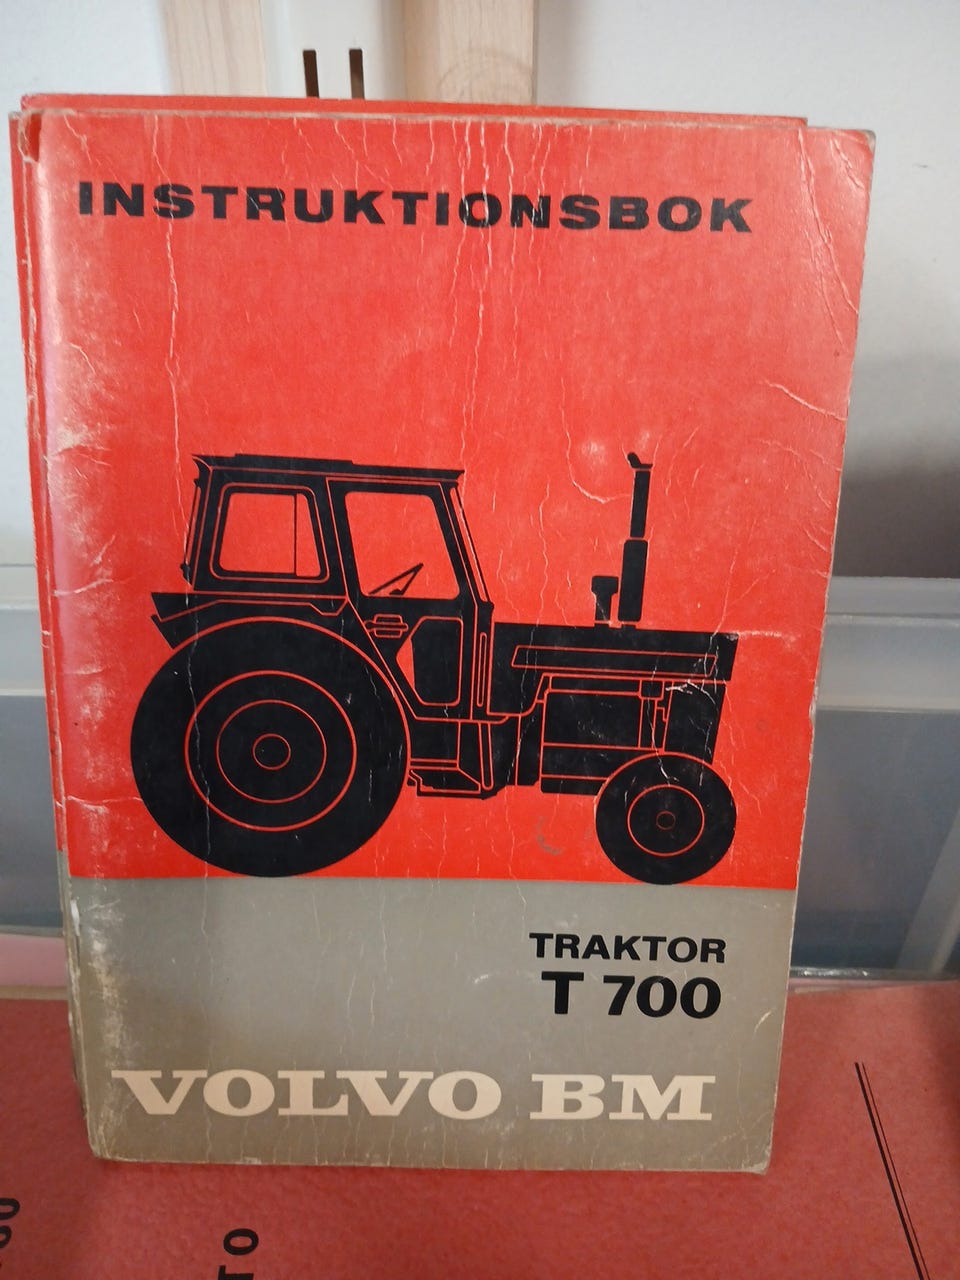 INSTRUKTIONSBOK
TRAKTOR
T 700
VOLVO BM